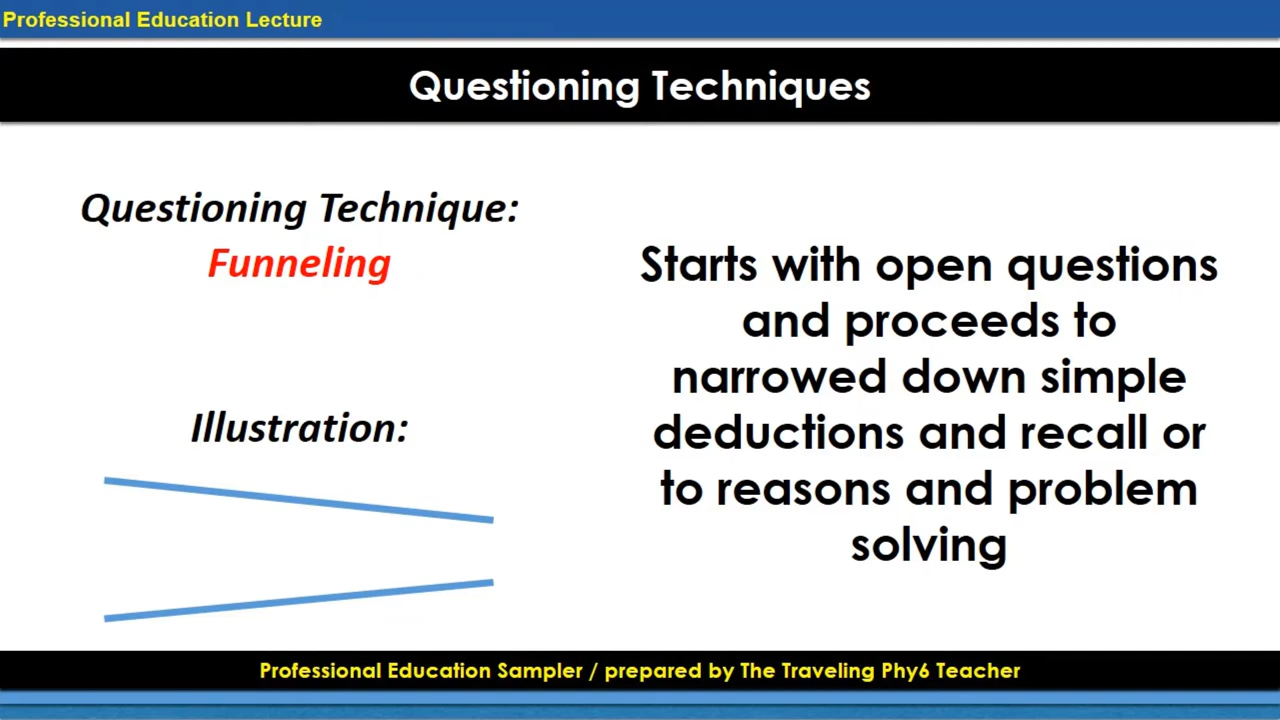 Professional Education Lecture
Questioning Techniques
Questioning Technique:
Funneling
Illustration:
Starts with open questions
and proceeds to
narrowed down simple
deductions and recall or
to reasons and problem
solving
Professional Education Sampler / prepared by The Traveling Phy6 Teacher